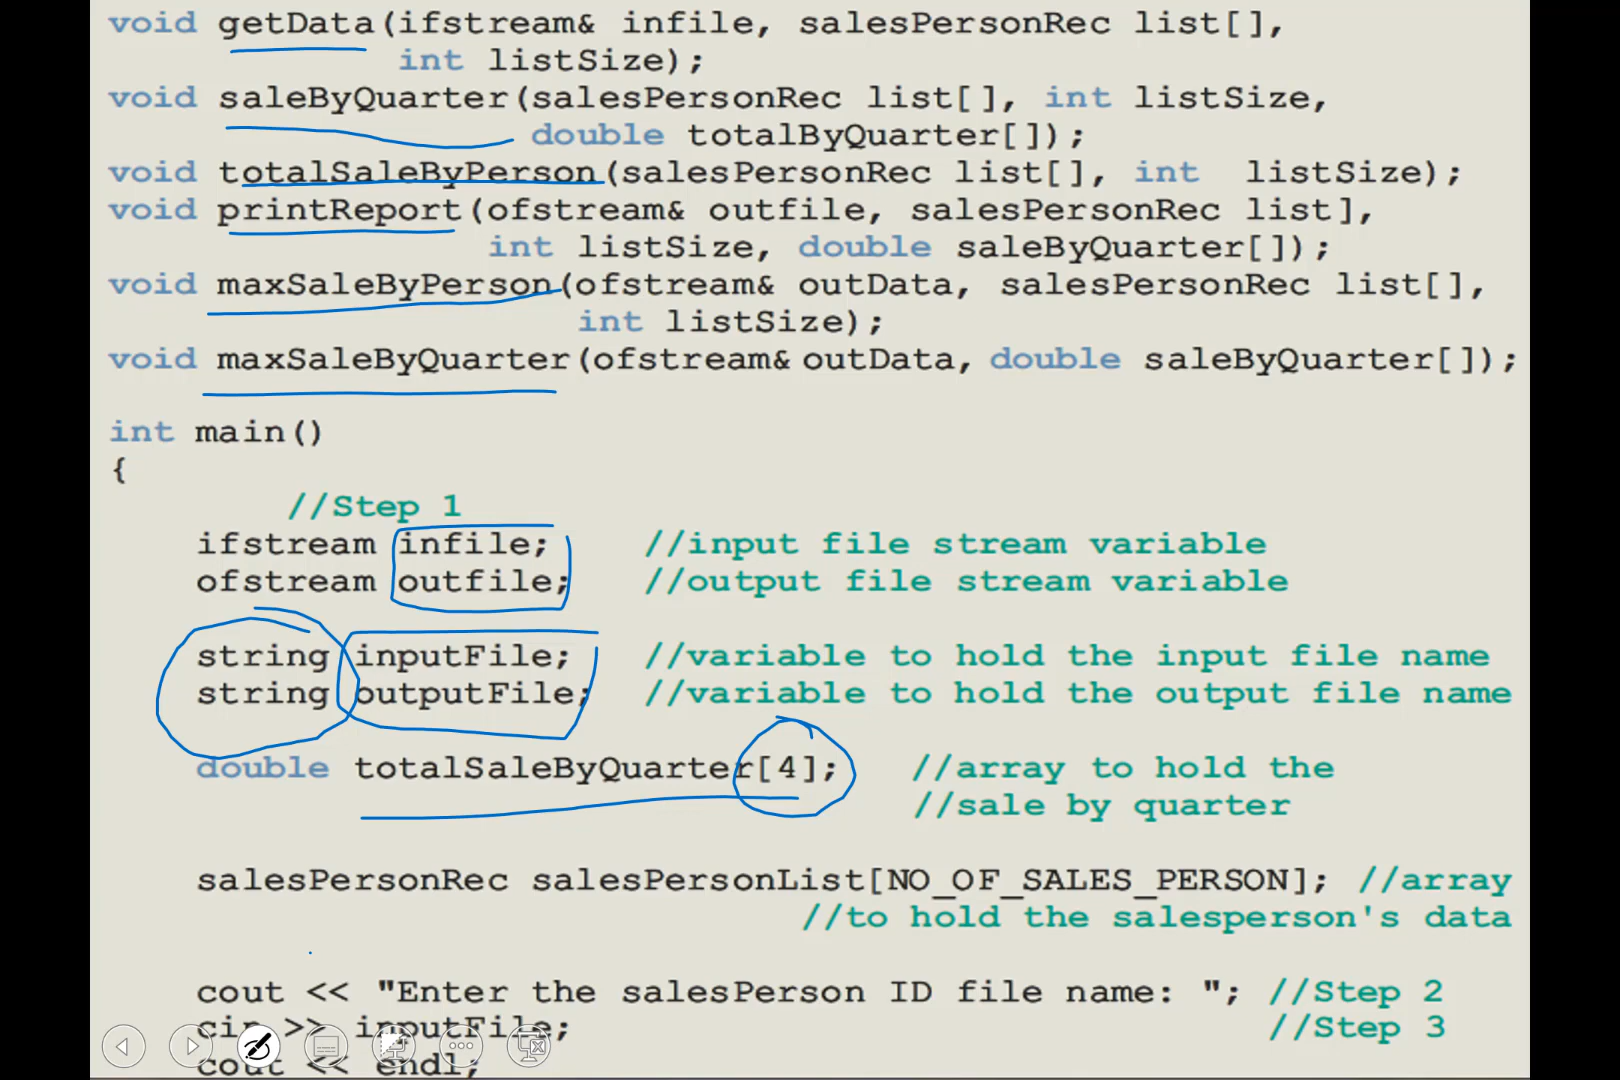 void getData(ifstream& infile, salesPersonRec list[],
int listSize);
void saleByQuarter(salesPersonRec list[], int listSize,
double totalByQuarter[]);
void totalSaleByPerson(salesPersonRec list[], int listSize);
void printReport(ofstream& outfile, salesPersonRec list],
int listSize, double saleByQuarter[]);
void maxSaleByPerson(ofstream& outData, salesPersonRec list[],
int listSize);
void maxSaleByQuarter(ofstream& outData, double saleByQuarter[]);
int main()
{
//Step 1
ifstream infile; //input file stream variable
ofstream outfile; //output file stream variable
string inputFile; //variable to hold the input file name
string outputFile; //variable to hold the output file name
double totalSaleByQuarter[4]; //array to hold the
//sale by quarter
salesPersonRec salesPersonList[NO_OF_SALES_PERSON]; //array
//to hold the salesperson's data
cout << "Enter the salesPerson ID file name: "; //Step 2
cin >> inputFile; //Step 3
cout << endl;